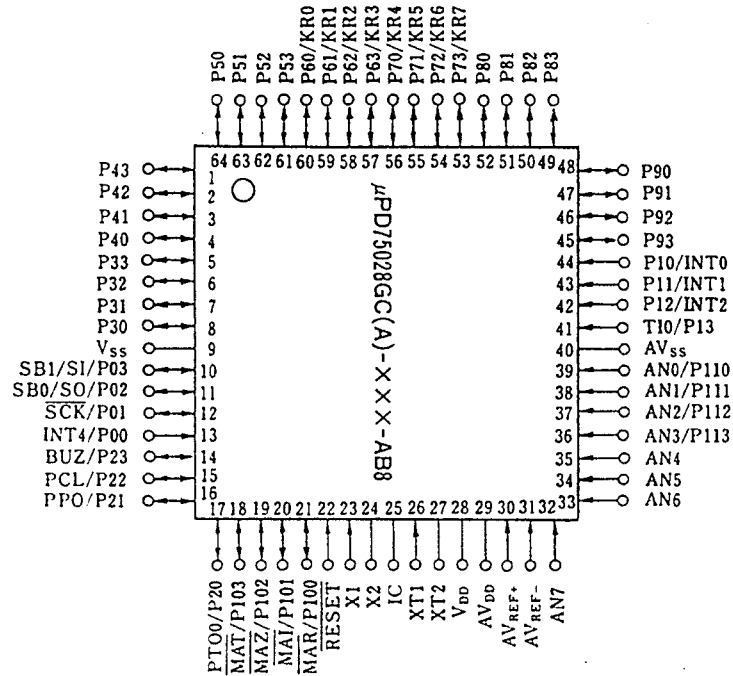 P50
P51
P52
P53
P60/KR0
P61/KR1
P62/KR2
P63/KR3
P70/KR4
P71/KR5
P72/KR6
P73/KR7
P80
P81
P82
P83
64 63 62 61 60 59 58 57 56 55 54 53 52 51 50 49
P43 1
P42 2
P41 3
P40 4
P33 5
P32 6
P31 7
P30 8
VSS 9
SB1/SI/P03 10
SB0/SO/P02 11
SCK/P01 12
INT4/P00 13
BUZ/P23 14
PCL/P22 15
PPO/P21 16
μPD75028GC(A)-×××-AB8
48 P90
47 P91
46 P92
45 P93
44 P10/INT0
43 P11/INT1
42 P12/INT2
41 TI0/P13
40 AVSS
39 AN0/P110
38 AN1/P111
37 AN2/P112
36 AN3/P113
35 AN4
34 AN5
33 AN6
17 18 19 20 21 22 23 24 25 26 27 28 29 30 31 32
PTO0/P20
MAT/P103
MAZ/P102
MAI/P101
MAR/P100
RESET
X1
X2
IC
XT1
XT2
VDD
AVDD
AVREF+
AVREF-
AN7